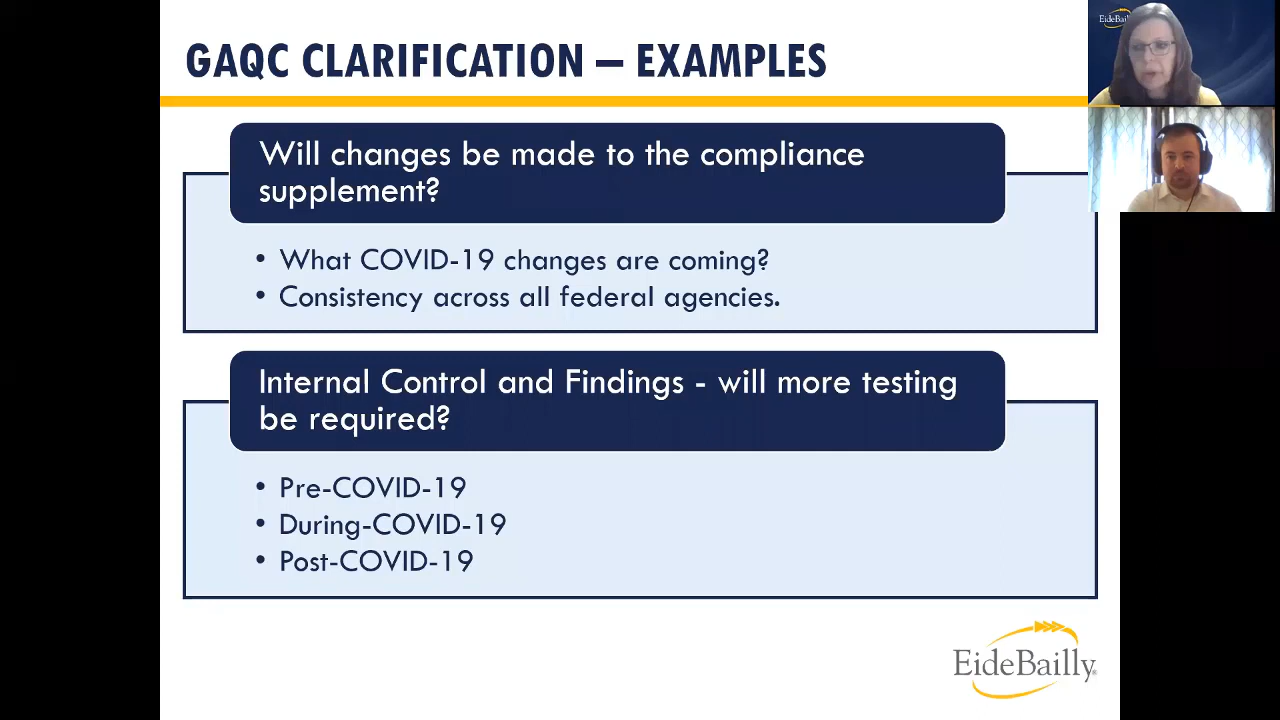 GAQC CLARIFICATION – EXAMPLES
Will changes be made to the compliance
supplement?
• What COVID-19 changes are coming?
• Consistency across all federal agencies.
Internal Control and Findings - will more testing
be required?
• Pre-COVID-19
• During-COVID-19
• Post-COVID-19
EideBailly®
EideBail